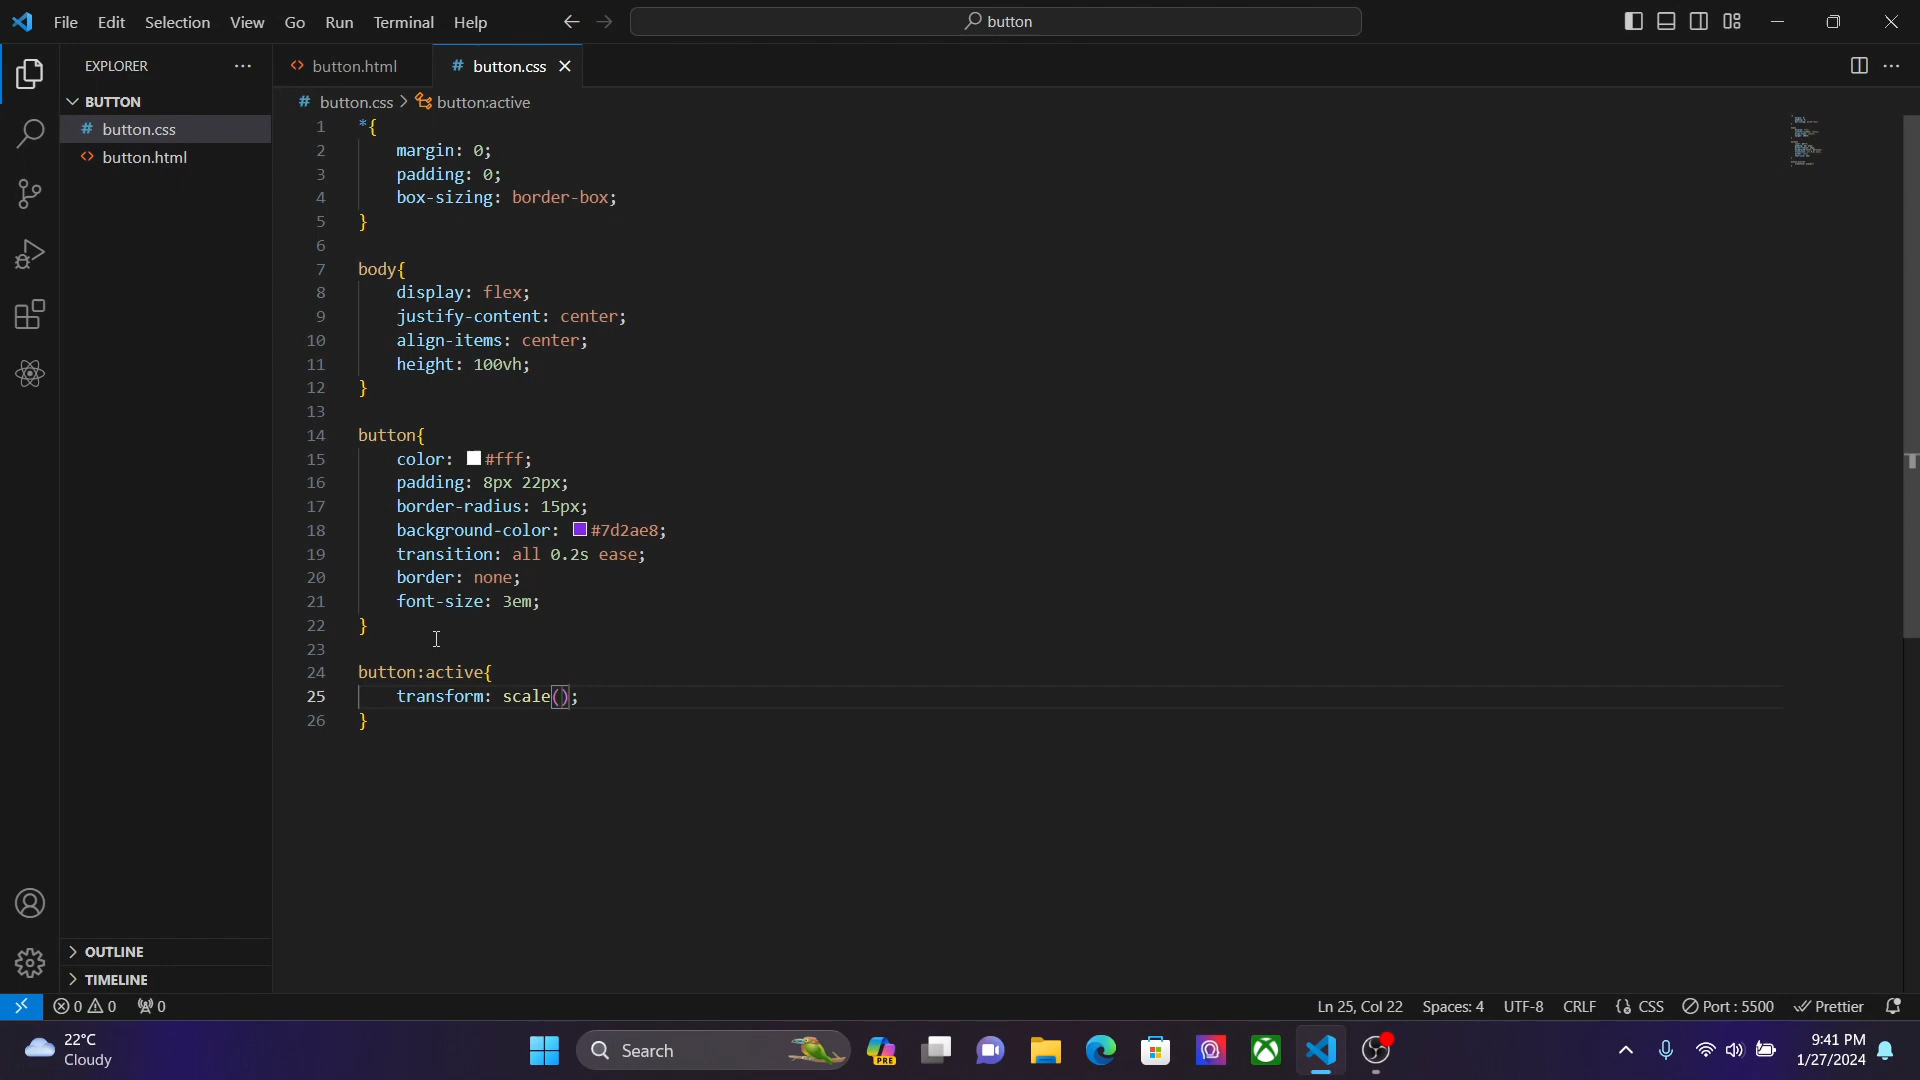 File Edit Selection View Go Run Terminal Help button
EXPLORER button.html button.css
BUTTON
button.css
button.html
button.css > button:active
1 *{
2 margin: 0;
3 padding: 0;
4 box-sizing: border-box;
5 }
6
7 body{
8 display: flex;
9 justify-content: center;
10 align-items: center;
11 height: 100vh;
12 }
13
14 button{
15 color: #fff;
16 padding: 8px 22px;
17 border-radius: 15px;
18 background-color: #7d2ae8;
19 transition: all 0.2s ease;
20 border: none;
21 font-size: 3em;
22 }
23
24 button:active{
25 transform: scale();
26 }
OUTLINE
TIMELINE
0 0 0 Ln 25, Col 22 Spaces: 4 UTF-8 CRLF CSS Port : 5500 Prettier
22°C
Cloudy
Search
PRE
9:41 PM
1/27/2024